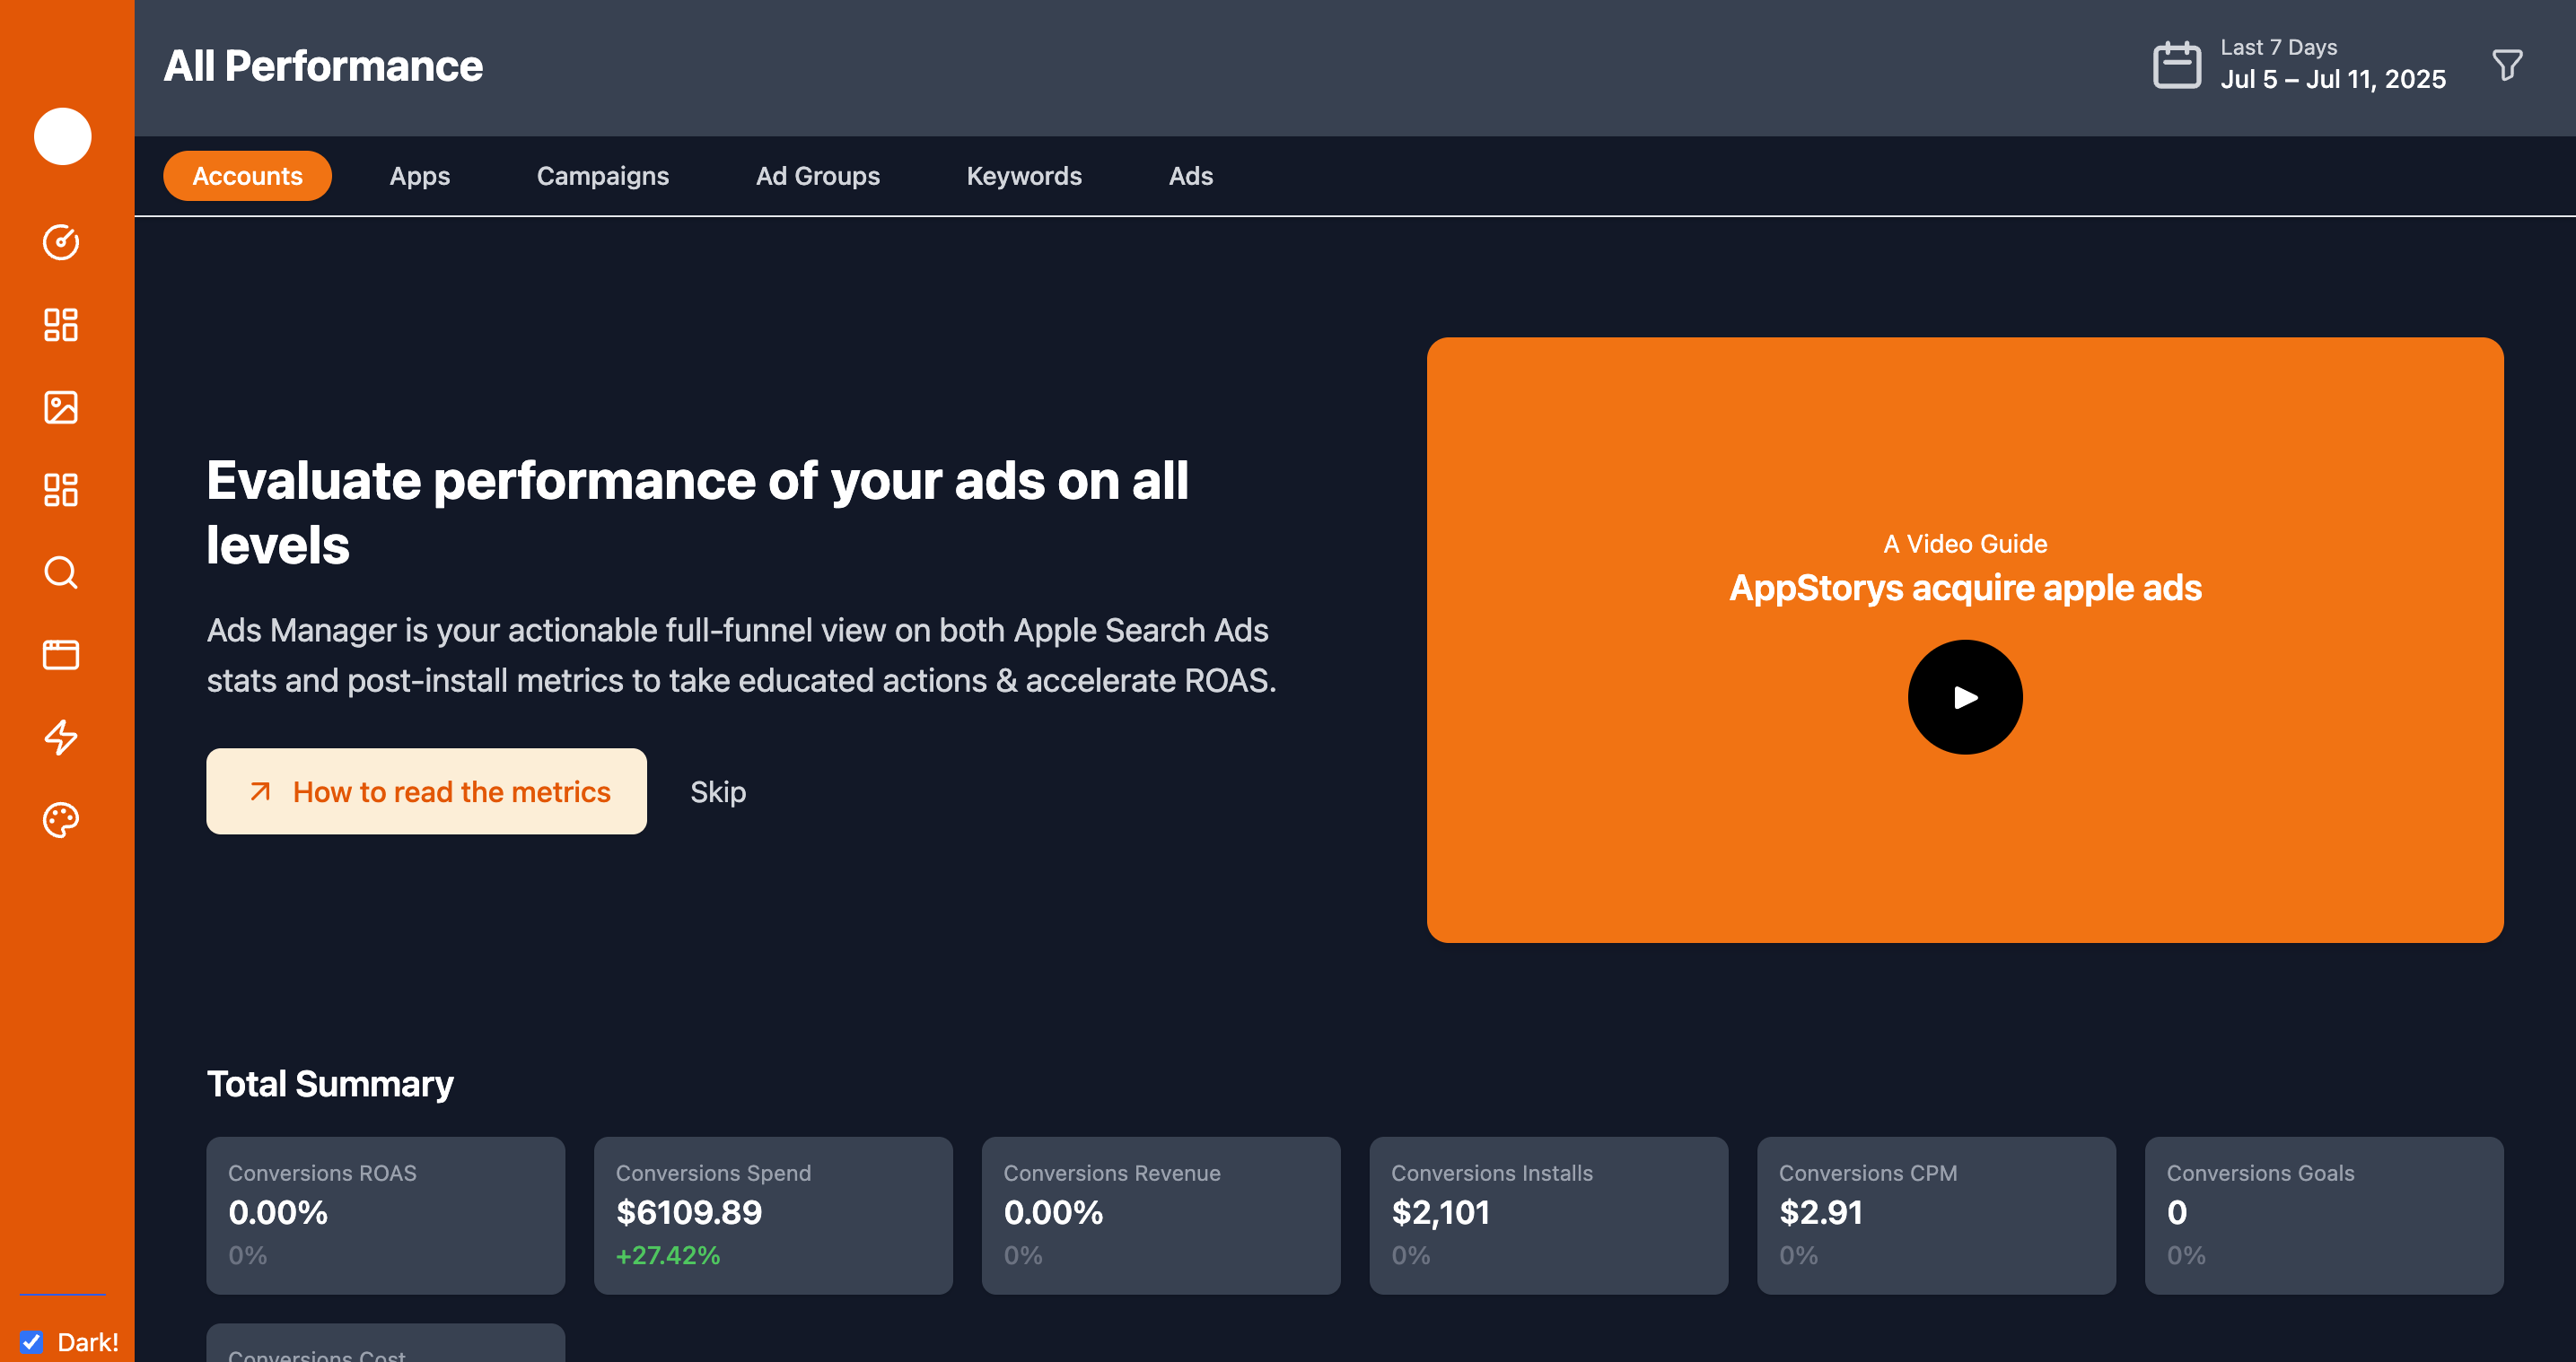 All Performance
Last 7 Days
Jul 5 – Jul 11, 2025
Accounts
Apps
Campaigns
Ad Groups
Keywords
Ads
Evaluate performance of your ads on all
levels
Ads Manager is your actionable full-funnel view on both Apple Search Ads
stats and post-install metrics to take educated actions & accelerate ROAS.
How to read the metrics
Skip
A Video Guide
AppStorys acquire apple ads
Total Summary
Conversions ROAS
0.00%
0%
Conversions Spend
$6109.89
+27.42%
Conversions Revenue
0.00%
0%
Conversions Installs
$2,101
0%
Conversions CPM
$2.91
0%
Conversions Goals
0
0%
Conversions Cost
Dark!